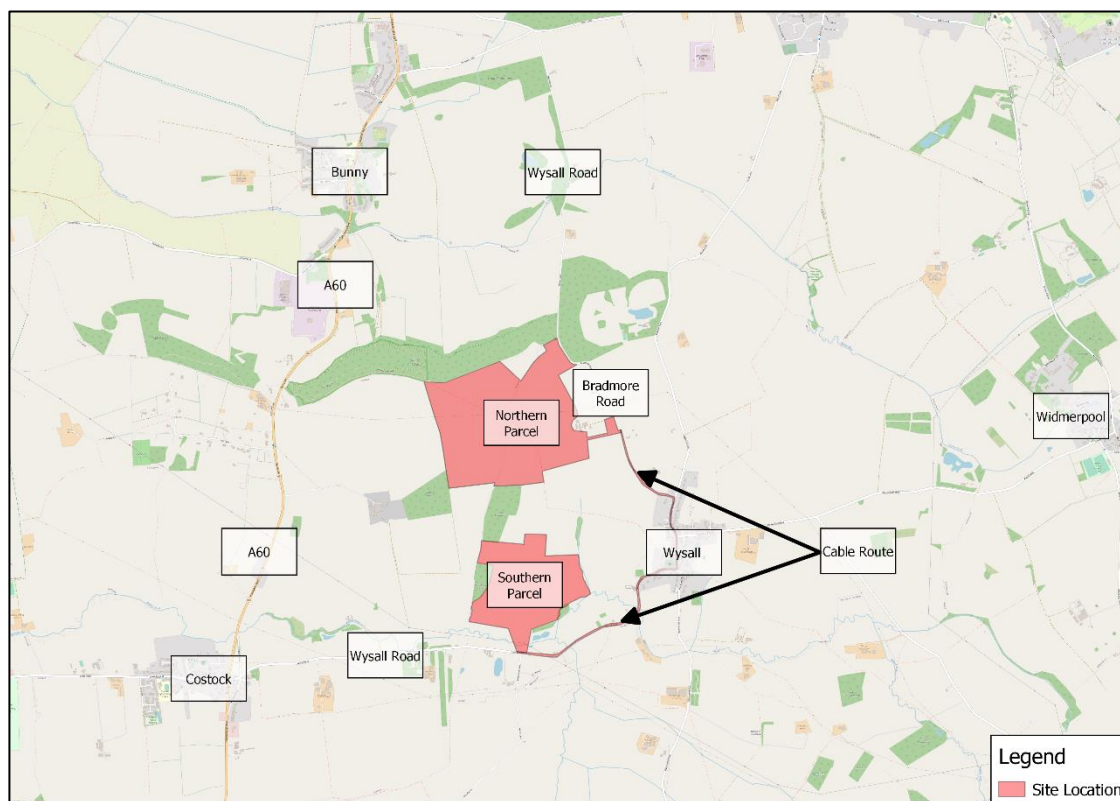 Bunny
Wysall Road
A60
Bradmore
Road
Northern
Parcel
Widmerpool
A60
Wysall
Cable Route
Southern
Parcel
Wysall Road
Costock
Legend
Site Location